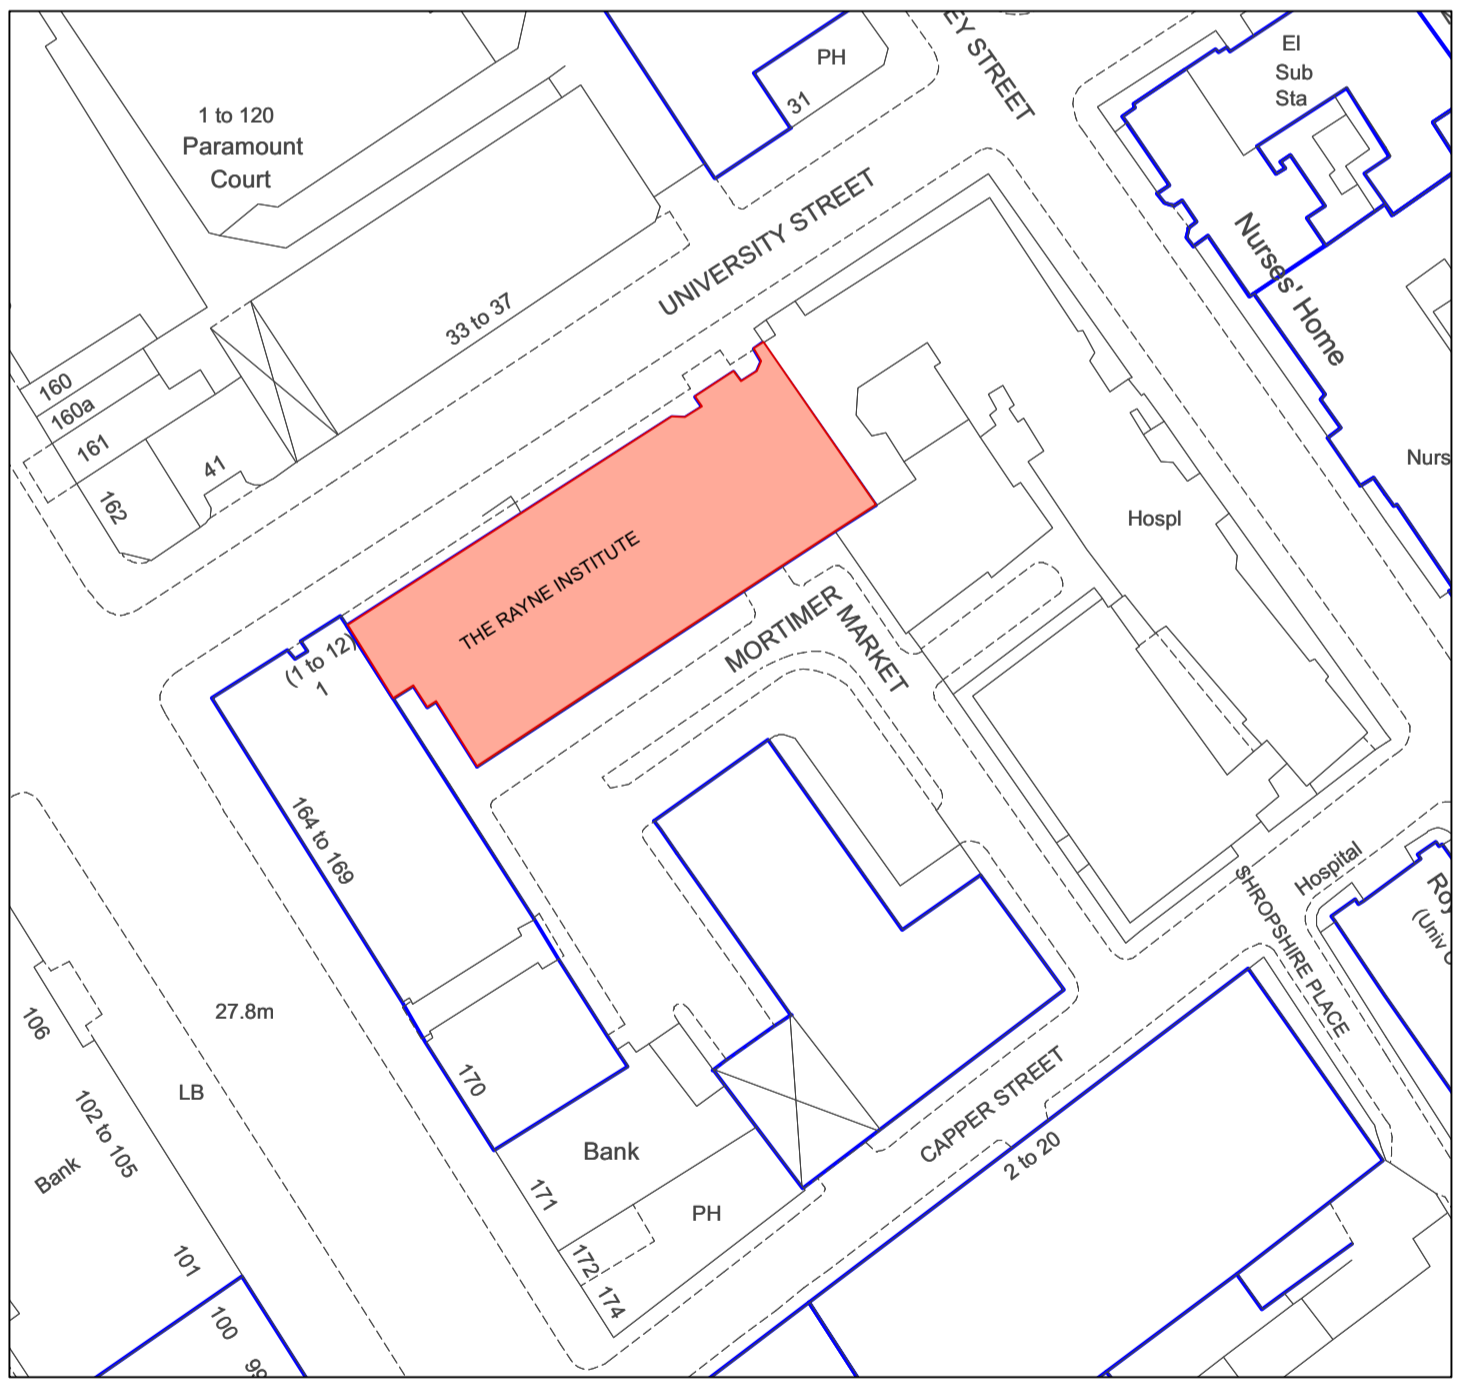 EY STREET
PH
31
El
Sub
Sta
1 to 120
Paramount
Court
UNIVERSITY STREET
33 to 37
Nurses' Home
160
160a
161
162
41
Nurs
Hospl
THE RAYNE INSTITUTE
MORTIMER
MARKET
(1 to 12)
1
164 to 169
Hospital
SHROPSHIRE PLACE
Roy
(Univ C
106
27.8m
LB
170
102 to 105
Bank
Bank
CAPPER STREET
2 to 20
171
PH
172
174
101
100
99